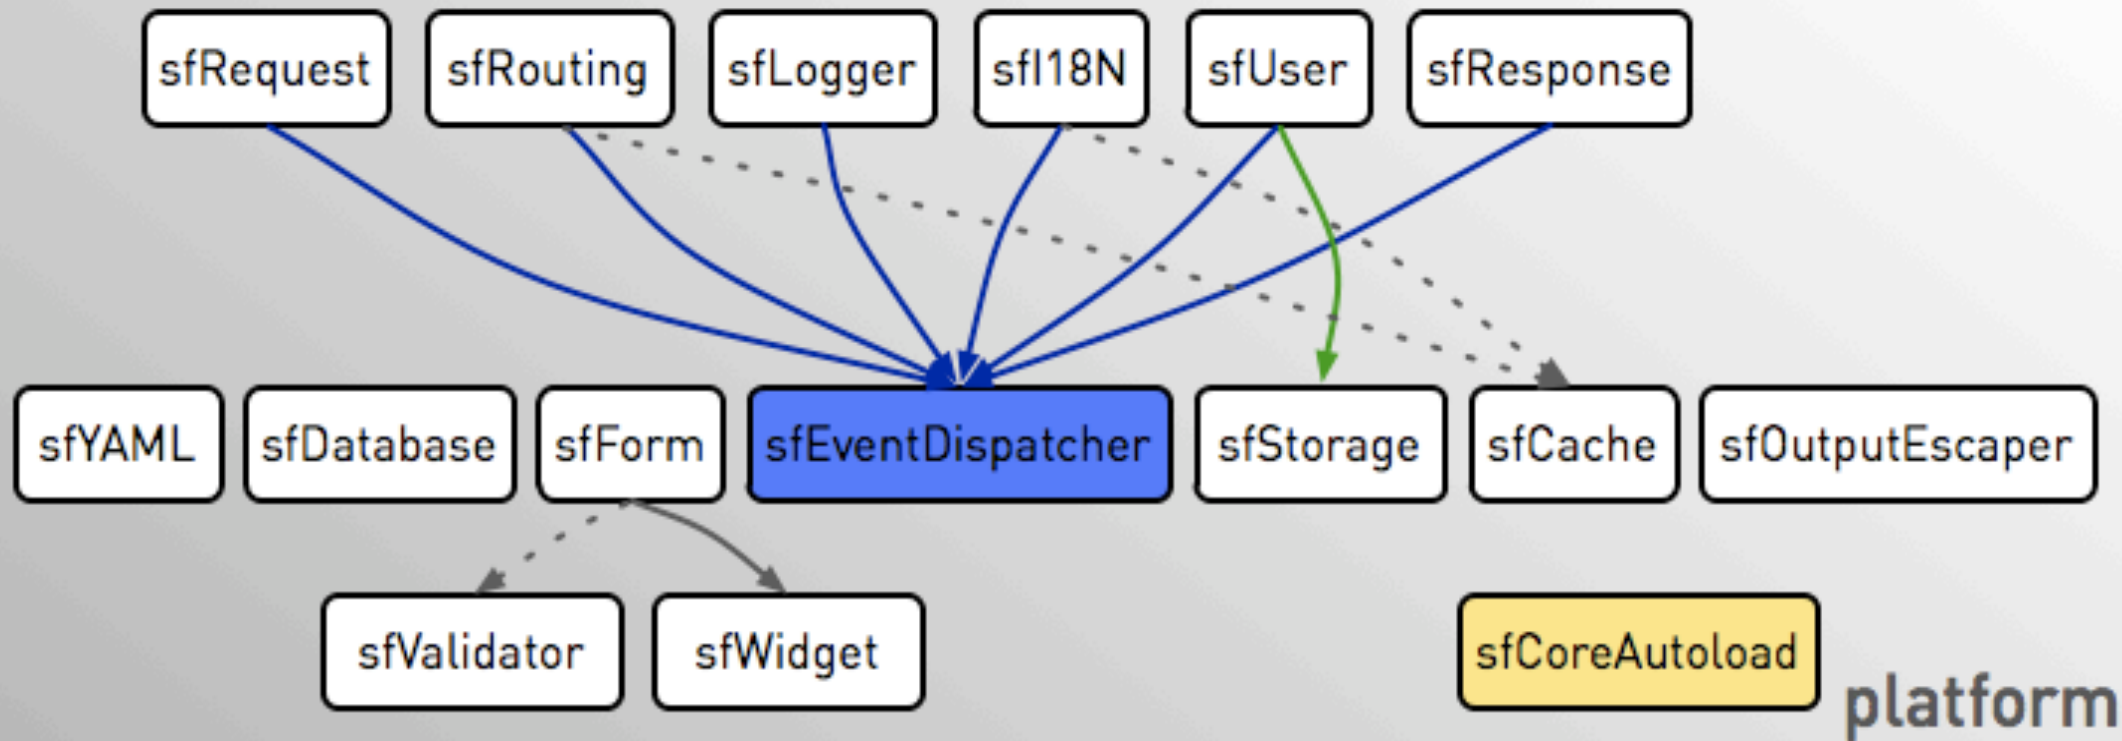 sfRequest
sfRouting
sfLogger
sfI18N
sfUser
sfResponse
sfYAML
sfDatabase
sfForm
sfEventDispatcher
sfStorage
sfCache
sfOutputEscaper
sfValidator
sfWidget
sfCoreAutoload
platform